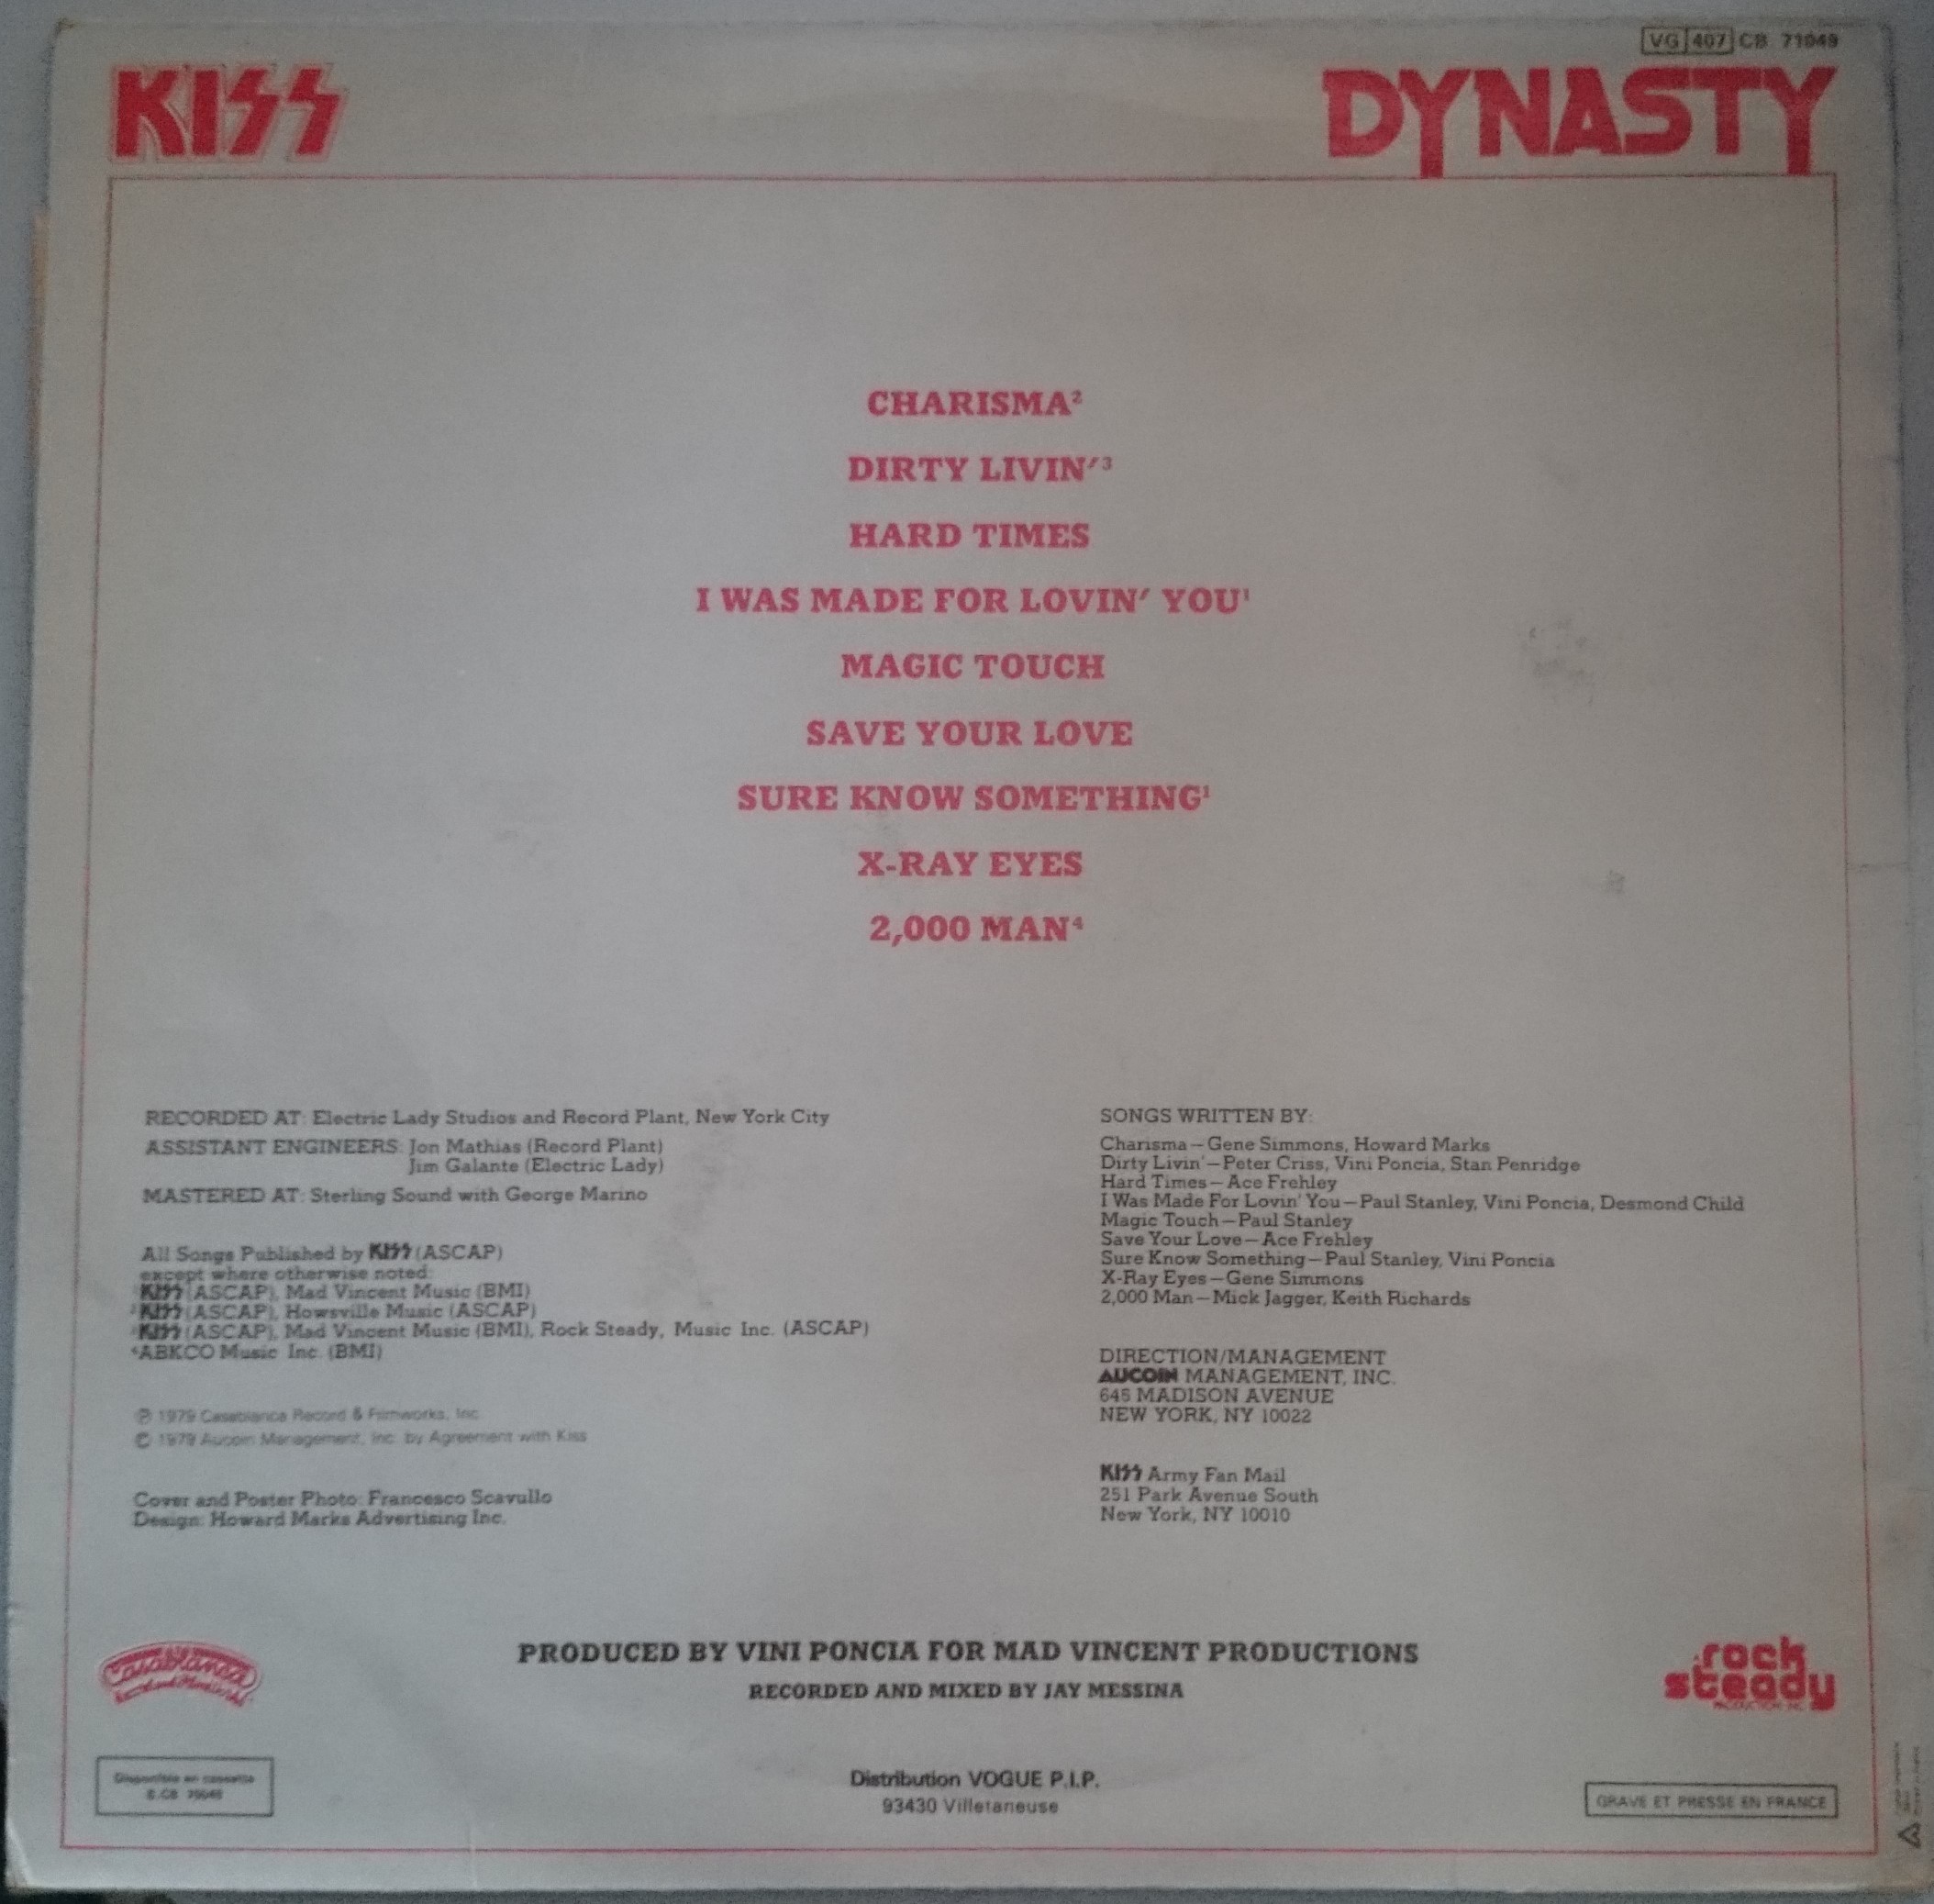 VG 407 CB 71049
KISS
DYNASTY
CHARISMA²
DIRTY LIVIN'³
HARD TIMES
I WAS MADE FOR LOVIN' YOU¹
MAGIC TOUCH
SAVE YOUR LOVE
SURE KNOW SOMETHING¹
X-RAY EYES
2,000 MAN⁴
RECORDED AT: Electric Lady Studios and Record Plant, New York City
ASSISTANT ENGINEERS: Jon Mathias (Record Plant)
Jim Galante (Electric Lady)
MASTERED AT: Sterling Sound with George Marino
All Songs Published by KISS (ASCAP)
except where otherwise noted:
¹KISS (ASCAP), Mad Vincent Music (BMI)
²KISS (ASCAP), Howsville Music (ASCAP)
³KISS (ASCAP), Mad Vincent Music (BMI), Rock Steady, Music Inc. (ASCAP)
⁴ABKCO Music Inc. (BMI)
℗ 1979 Casablanca Record & Filmworks, Inc.
© 1979 Aucoin Management, Inc. by Agreement with Kiss
Cover and Poster Photo: Francesco Scavullo
Design: Howard Marks Advertising Inc.
SONGS WRITTEN BY:
Charisma—Gene Simmons, Howard Marks
Dirty Livin'—Peter Criss, Vini Poncia, Stan Penridge
Hard Times—Ace Frehley
I Was Made For Lovin' You—Paul Stanley, Vini Poncia, Desmond Child
Magic Touch—Paul Stanley
Save Your Love—Ace Frehley
Sure Know Something—Paul Stanley, Vini Poncia
X-Ray Eyes—Gene Simmons
2,000 Man—Mick Jagger, Keith Richards
DIRECTION/MANAGEMENT
AUCOIN MANAGEMENT, INC.
645 MADISON AVENUE
NEW YORK, NY 10022
KISS Army Fan Mail
251 Park Avenue South
New York, NY 10010
Casablanca
Record and FilmWorks
PRODUCED BY VINI PONCIA FOR MAD VINCENT PRODUCTIONS
RECORDED AND MIXED BY JAY MESSINA
rock
steady
PRODUCTION INC
Disponible en cassette
Distribution VOGUE P.I.P.
93430 Villetaneuse
GRAVE ET PRESSE EN FRANCE